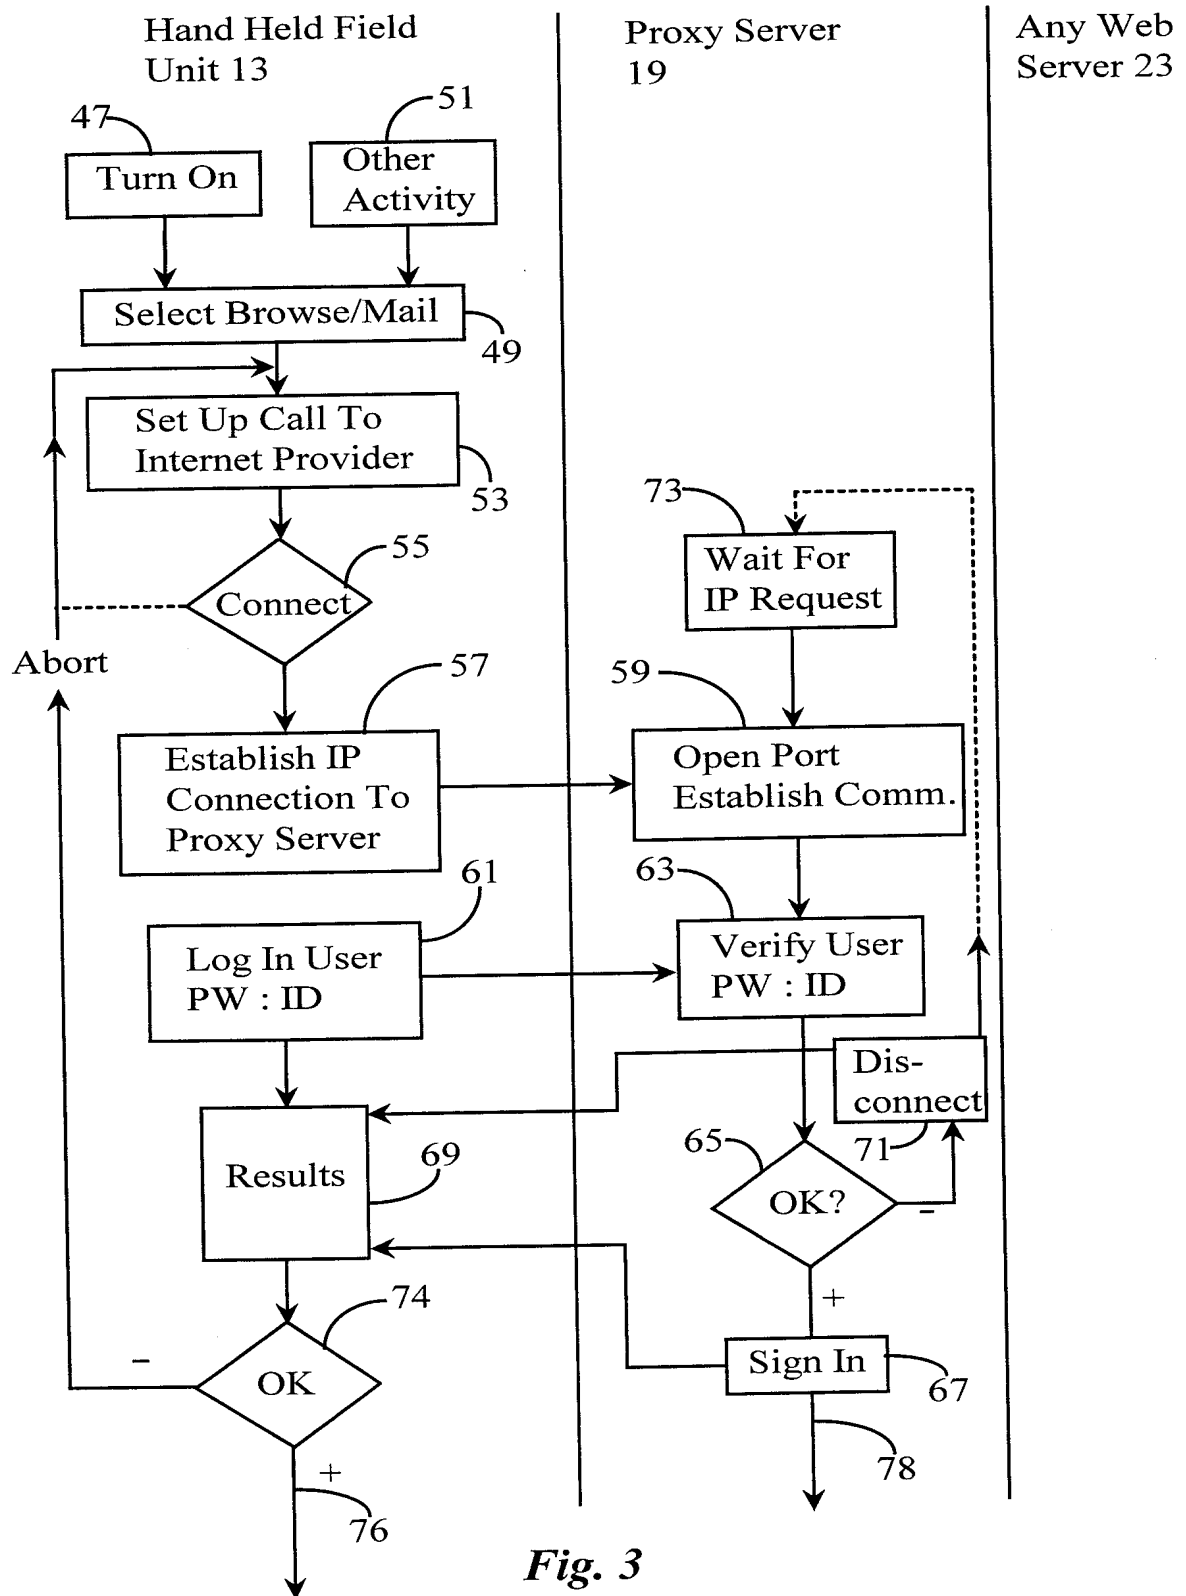 Hand Held Field
Unit 13
Proxy Server
19
Any Web
Server 23
47
51
Turn On
Other
Activity
Select Browse/Mail
49
Set Up Call To
Internet Provider
53
73
Wait For
IP Request
55
Connect
Abort
57
59
Establish IP
Connection To
Proxy Server
Open Port
Establish Comm.
61
63
Log In User
PW : ID
Verify User
PW : ID
Dis-
connect
71
65
Results
69
OK?
-
+
74
Sign In
67
-
OK
78
+
76
Fig. 3